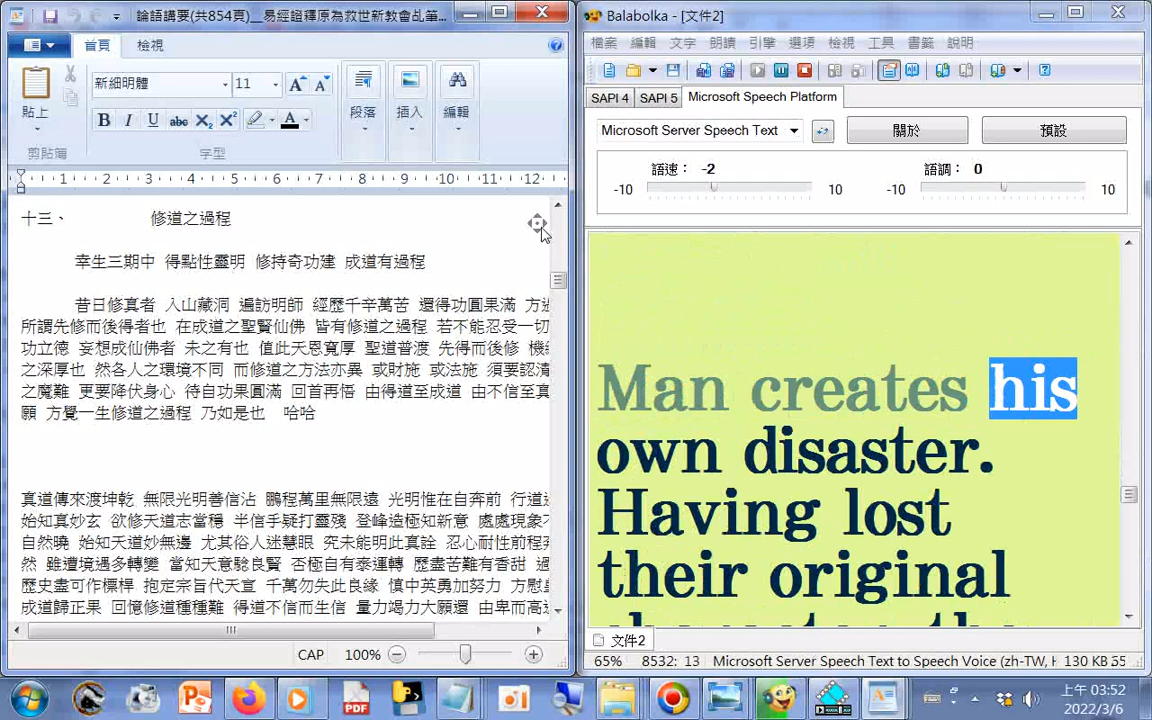 論語講要(共854頁)__易經證釋原為救世新教會乩筆...
首頁
檢視
新細明體
11
貼上
段落
插入
編輯
剪貼簿
字型
1 2 3 4 5 6 7 8 9 10 11 12
十三、 修道之過程
幸生三期中 得點性靈明 修持奇功建 成道有過程
昔日修真者 入山藏洞 遍訪明師 經歷千辛萬苦 還得功圓果滿 方
所謂先修而後得者也 在成道之聖賢仙佛 皆有修道之過程 若不能忍受一切
功立德 妄想成仙佛者 未之有也 值此天恩寬厚 聖道普渡 先得而後修 機
之深厚也 然各人之環境不同 而修道之方法亦異 或財施 或法施 須要認清
之魔難 更要降伏身心 待自功果圓滿 回首再悟 由得道至成道 由不信至真
願 方覺一生修道之過程 乃如是也 哈哈
真道傳來渡坤乾 無限光明善信沾 鵬程萬里無限遠 光明惟在自奔前 行道
始知真妙玄 欲修天道志當穩 半信乎疑打靈殘 登峰造極知新意 處處現象
自然曉 始知天道妙無邊 尤其俗人迷慧眼 究未能明此真詮 忍心耐性前程
然 雖遭境遇多轉變 當知天意驗良賢 否極自有泰運轉 歷盡苦難有香甜
歷史盡可作標桿 抱定宗旨代天宣 千萬勿失此良緣 慎中英勇加努力 方慰
成道歸正果 回憶修道種種難 得道不信而生信 量力竭力大願還 由卑而高
CAP 100%
Balabolka - [文件2]
檔案 編輯 文字 朗讀 引擎 選項 檢視 工具 書籤 說明
SAPI 4 SAPI 5 Microsoft Speech Platform
Microsoft Server Speech Text
關於
預設
語速： -2
語調： 0
-10 10 -10 10
Man creates his
own disaster.
Having lost
their original
文件2
65% 8532: 13 Microsoft Server Speech Text to Speech Voice (zh-TW, H 130 KB
PDF
上午 03:52
2022/3/6